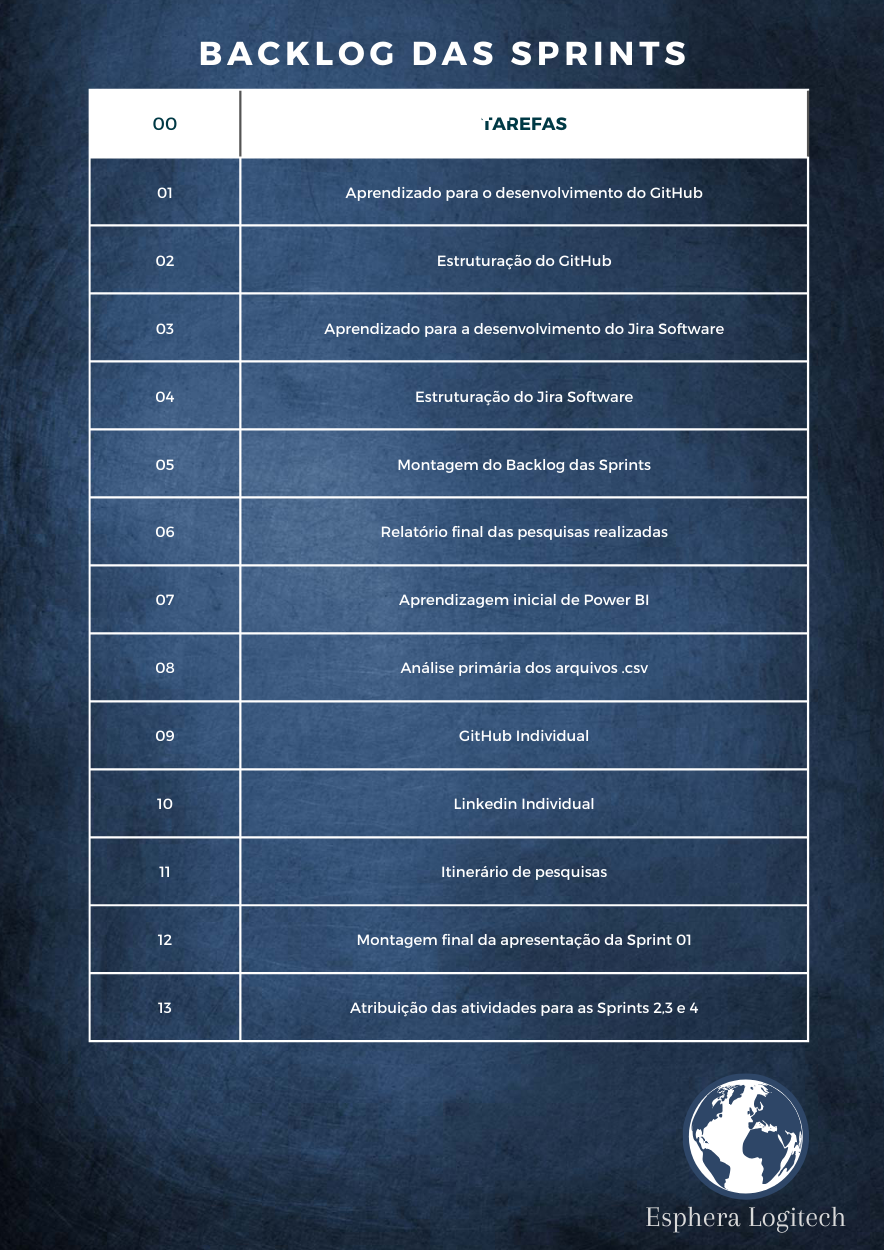 BACKLOG DAS SPRINTS
00 TAREFAS
01 Aprendizado para o desenvolvimento do GitHub
02 Estruturação do GitHub
03 Aprendizado para a desenvolvimento do Jira Software
04 Estruturação do Jira Software
05 Montagem do Backlog das Sprints
06 Relatório final das pesquisas realizadas
07 Aprendizagem inicial de Power BI
08 Análise primária dos arquivos .csv
09 GitHub Individual
10 Linkedin Individual
11 Itinerário de pesquisas
12 Montagem final da apresentação da Sprint 01
13 Atribuição das atividades para as Sprints 2,3 e 4
Esphera Logitech